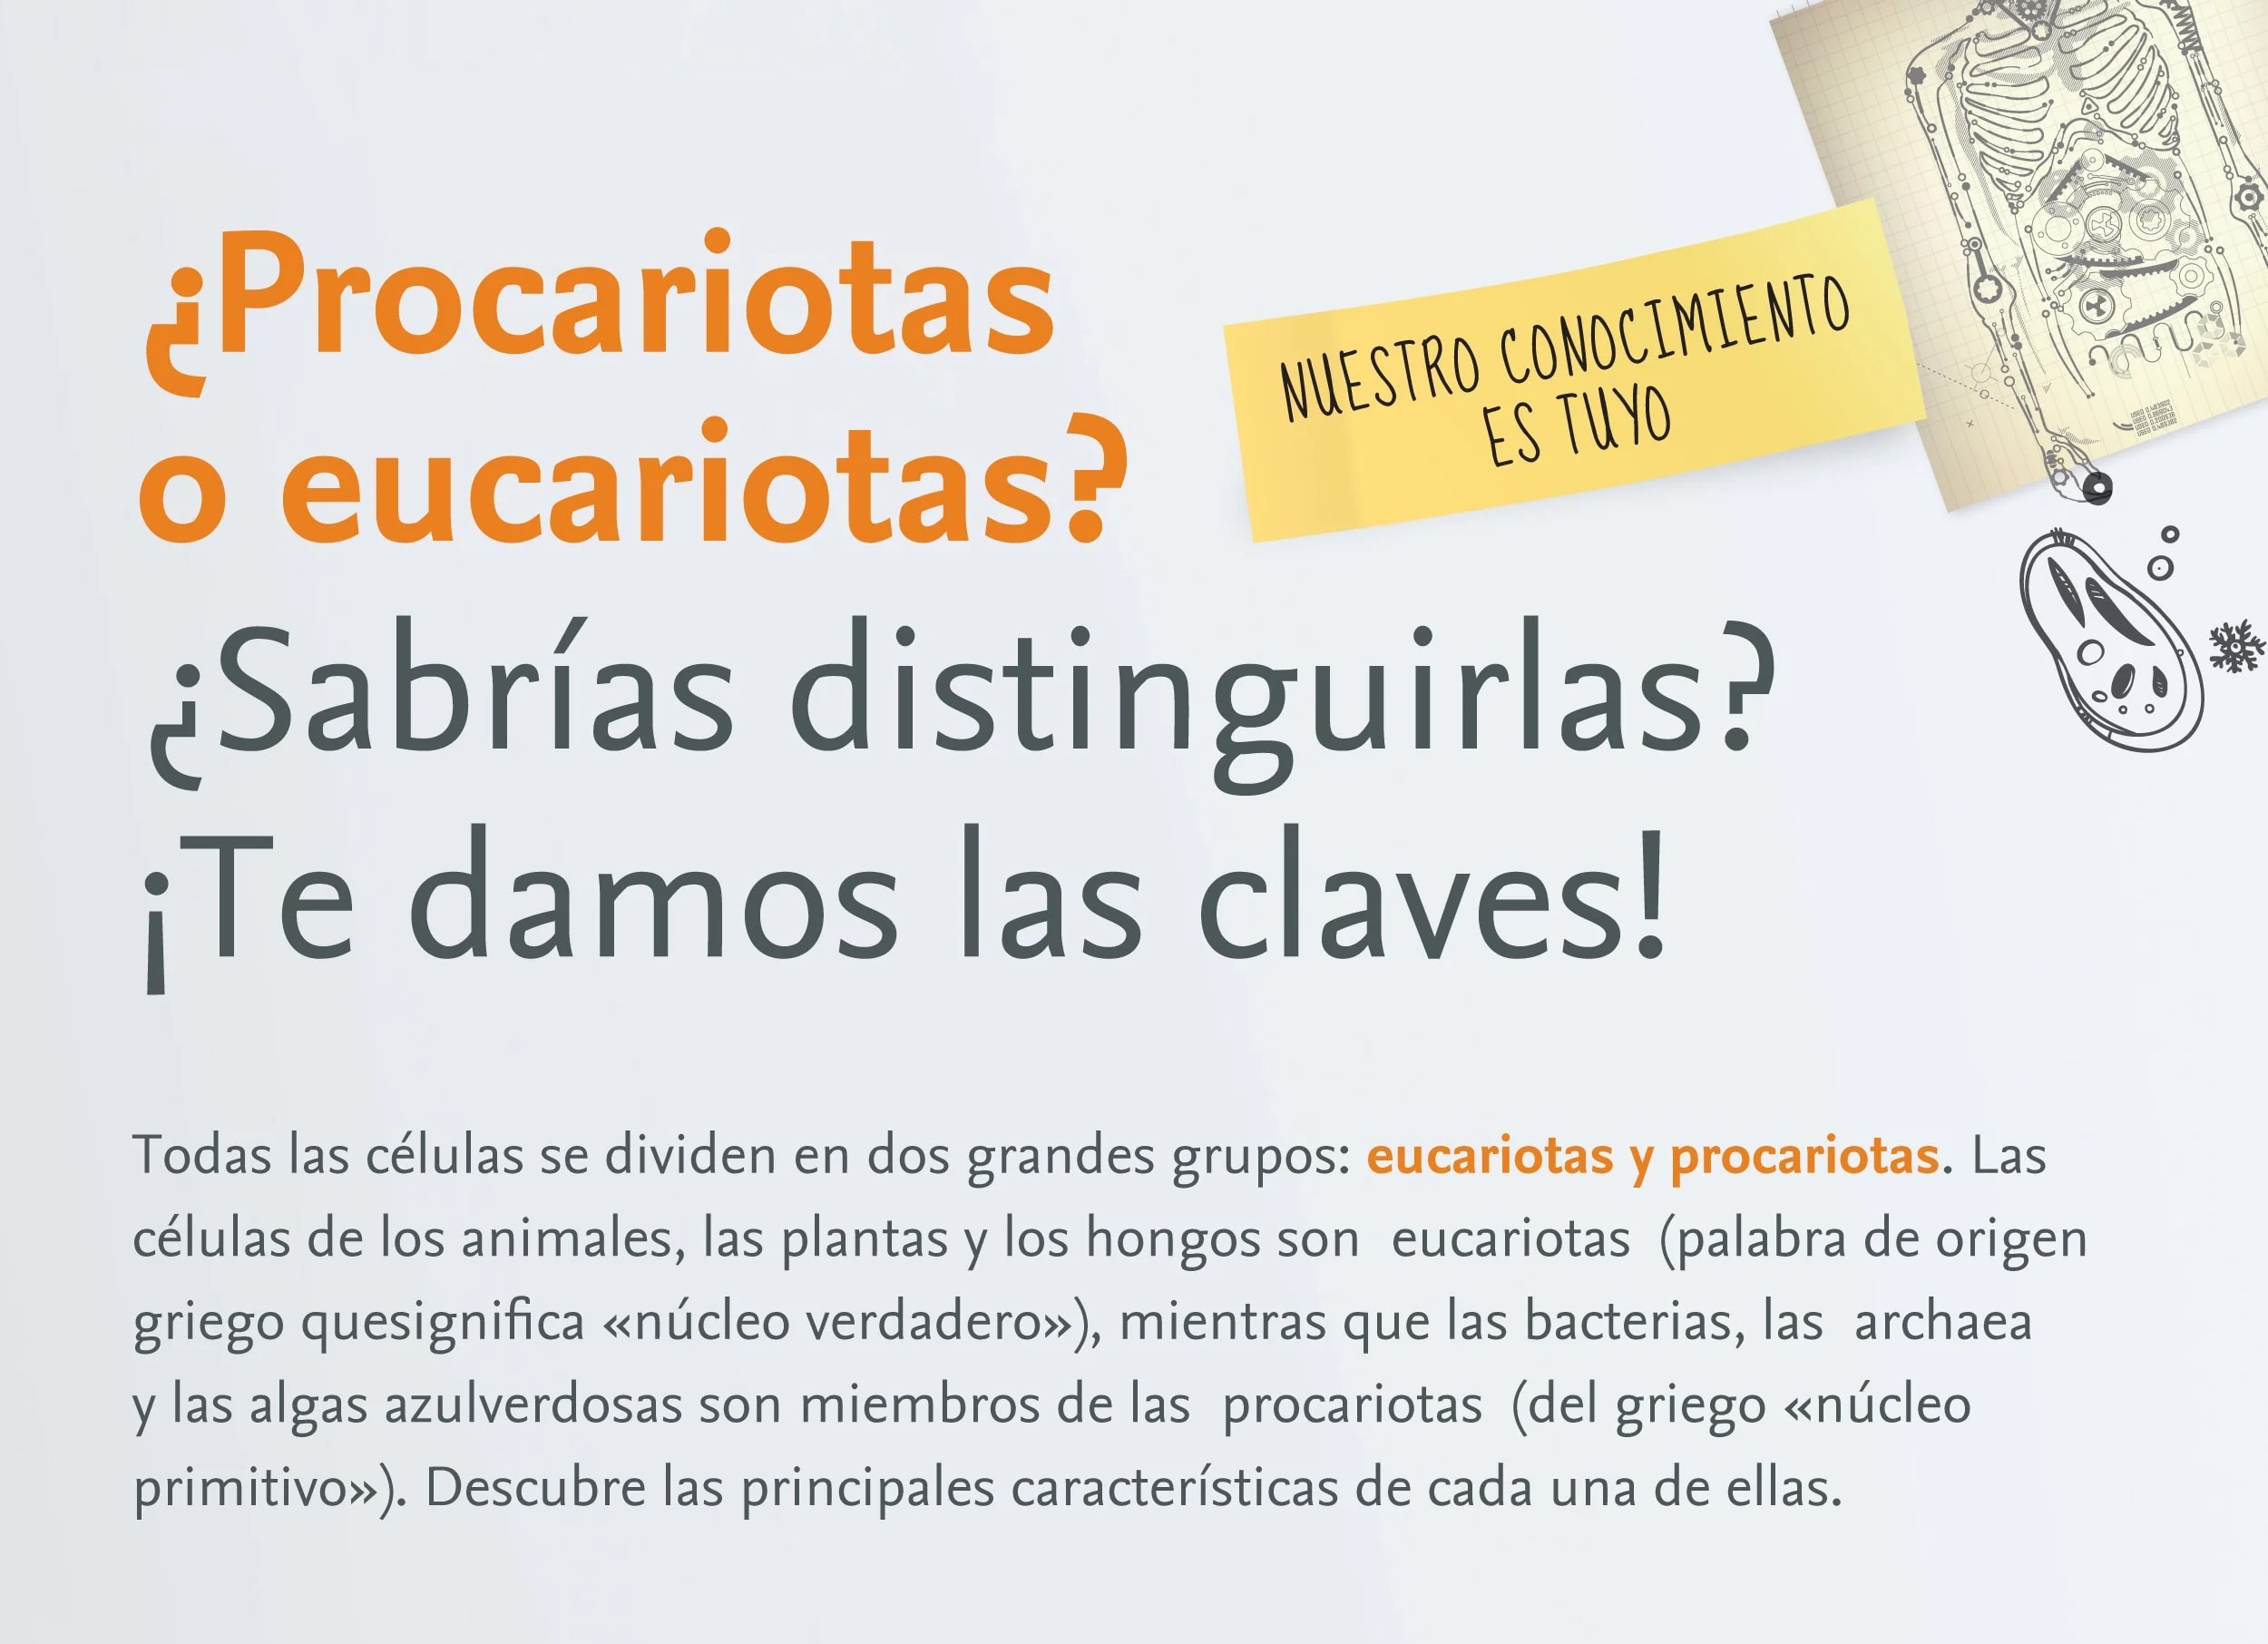 ¿Procariotas
o eucariotas?
NUESTRO CONOCIMIENTO
ES TUYO
¿Sabrías distinguirlas?
¡Te damos las claves!
Todas las células se dividen en dos grandes grupos: eucariotas y procariotas. Las
células de los animales, las plantas y los hongos son eucariotas (palabra de origen
griego quesignifica «núcleo verdadero»), mientras que las bacterias, las archaea
y las algas azulverdosas son miembros de las procariotas (del griego «núcleo
primitivo»). Descubre las principales características de cada una de ellas.